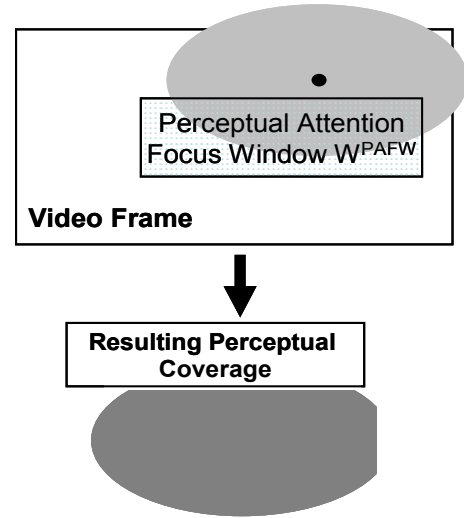 Perceptual Attention
Focus Window W^PAFW
Video Frame
Resulting Perceptual
Coverage